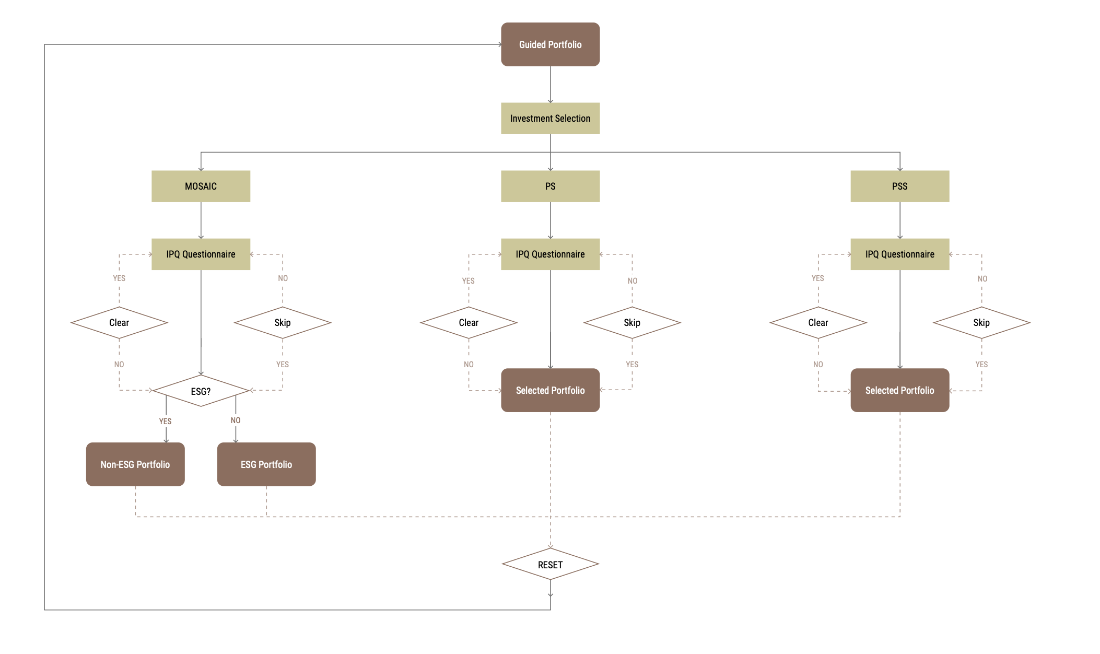 Guided Portfolio
Investment Selection
MOSAIC
PS
PSS
IPQ Questionnaire
IPQ Questionnaire
IPQ Questionnaire
YES
NO
YES
NO
YES
NO
Clear
Skip
Clear
Skip
Clear
Skip
NO
YES
NO
YES
NO
YES
ESG?
Selected Portfolio
Selected Portfolio
YES
NO
Non-ESG Portfolio
ESG Portfolio
RESET